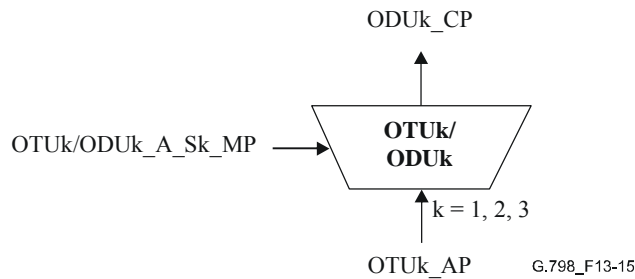 ODUk_CP
OTUk/
OTUk/ODUk_A_Sk_MP
ODUk
k = 1, 2, 3
OTUk_AP
G.798_F13-15